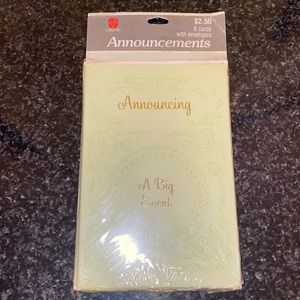 $2.50
Announcements
8 cards
with envelopes
Announcing
A Big
Event